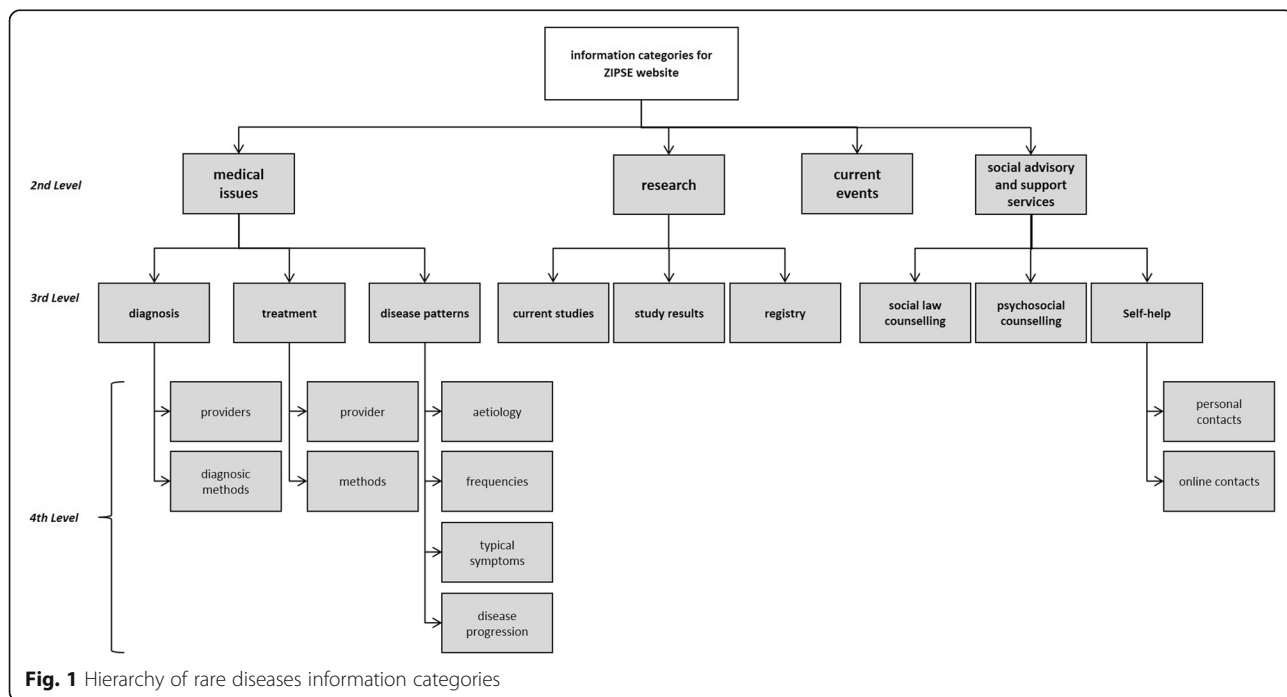 information categories for
ZIPSE website
2nd Level
medical
issues
research
current
events
social advisory
and support
services
3rd Level
diagnosis
treatment
disease patterns
current studies
study results
registry
social law
counselling
psychosocial
counselling
Self-help
4th Level
providers
provider
aetiology
personal
contacts
diagnosic
methods
methods
frequencies
online contacts
typical
symptoms
disease
progression
Fig. 1 Hierarchy of rare diseases information categories